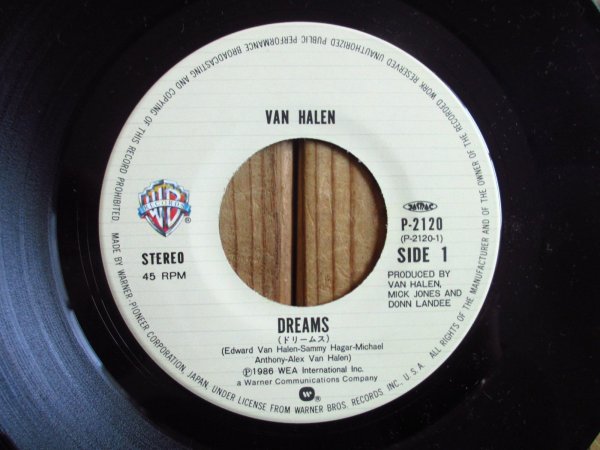 ALL RIGHTS OF THE MANUFACTURER AND OF THE OWNER OF THE RECORDED WORK RESERVED UNAUTHORIZED PUBLIC PERFORMANCE BROADCASTING AND COPYING OF THIS RECORD PROHIBITED
VAN HALEN
WB
RECORDS
®
STEREO
45 RPM
P-2120
(P-2120-1)
SIDE 1
PRODUCED BY
VAN HALEN,
MICK JONES AND
DONN LANDEE
DREAMS
(ドリームス)
(Edward Van Halen-Sammy Hagar-Michael
Anthony-Alex Van Halen)
Ⓟ1986 WEA International Inc.
a Warner Communications Company
MADE BY WARNER-PIONEER CORPORATION, JAPAN, UNDER LICENSE FROM WARNER BROS. RECORDS INC., U.S.A.